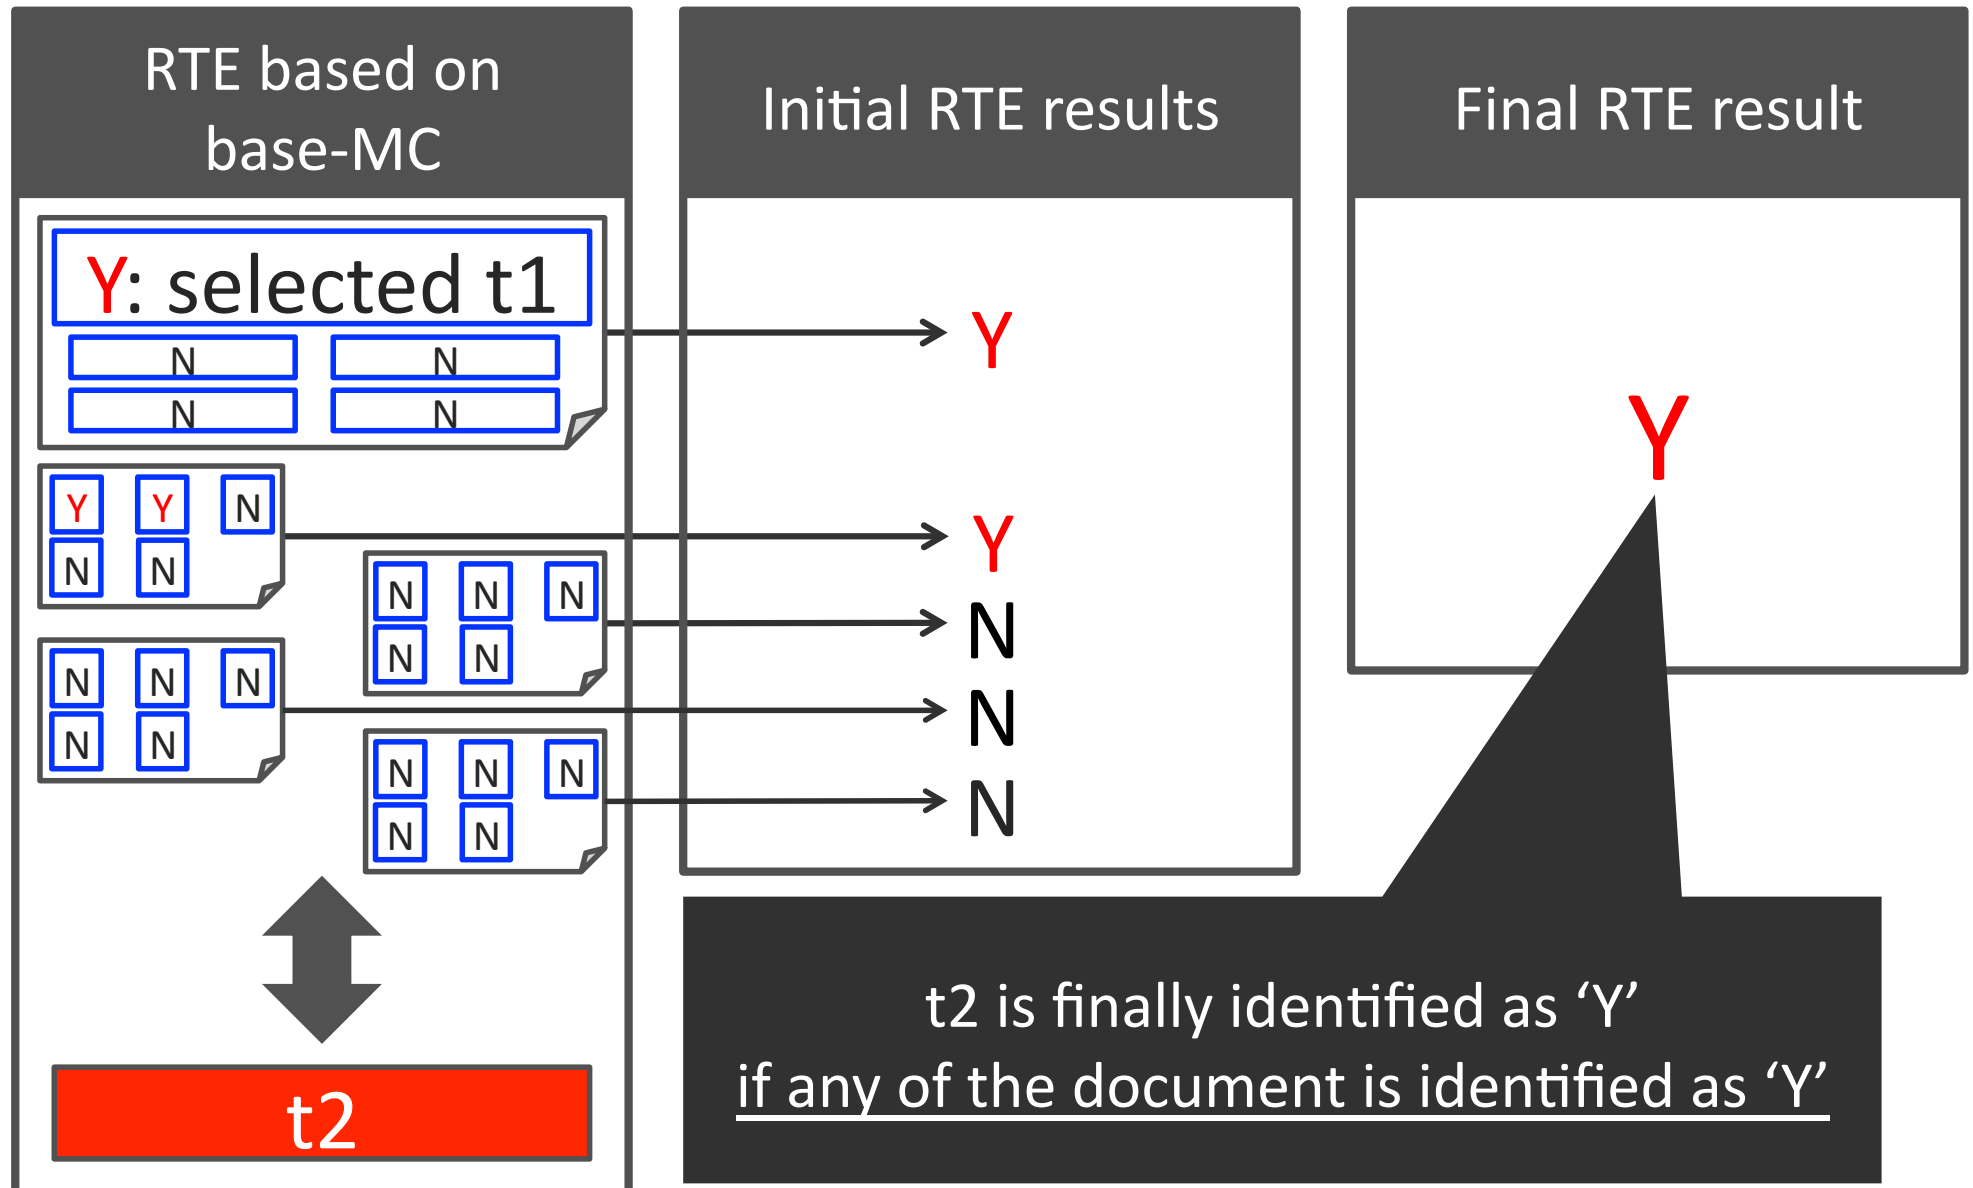 RTE based on
base-MC
Y: selected t1
N N
N N
Y Y N
N N
N N N
N N
N N N
N N
N N N
N N
t2
Initial RTE results
Y
Y
N
N
N
Final RTE result
Y
t2 is finally identified as ‘Y’
if any of the document is identified as ‘Y’